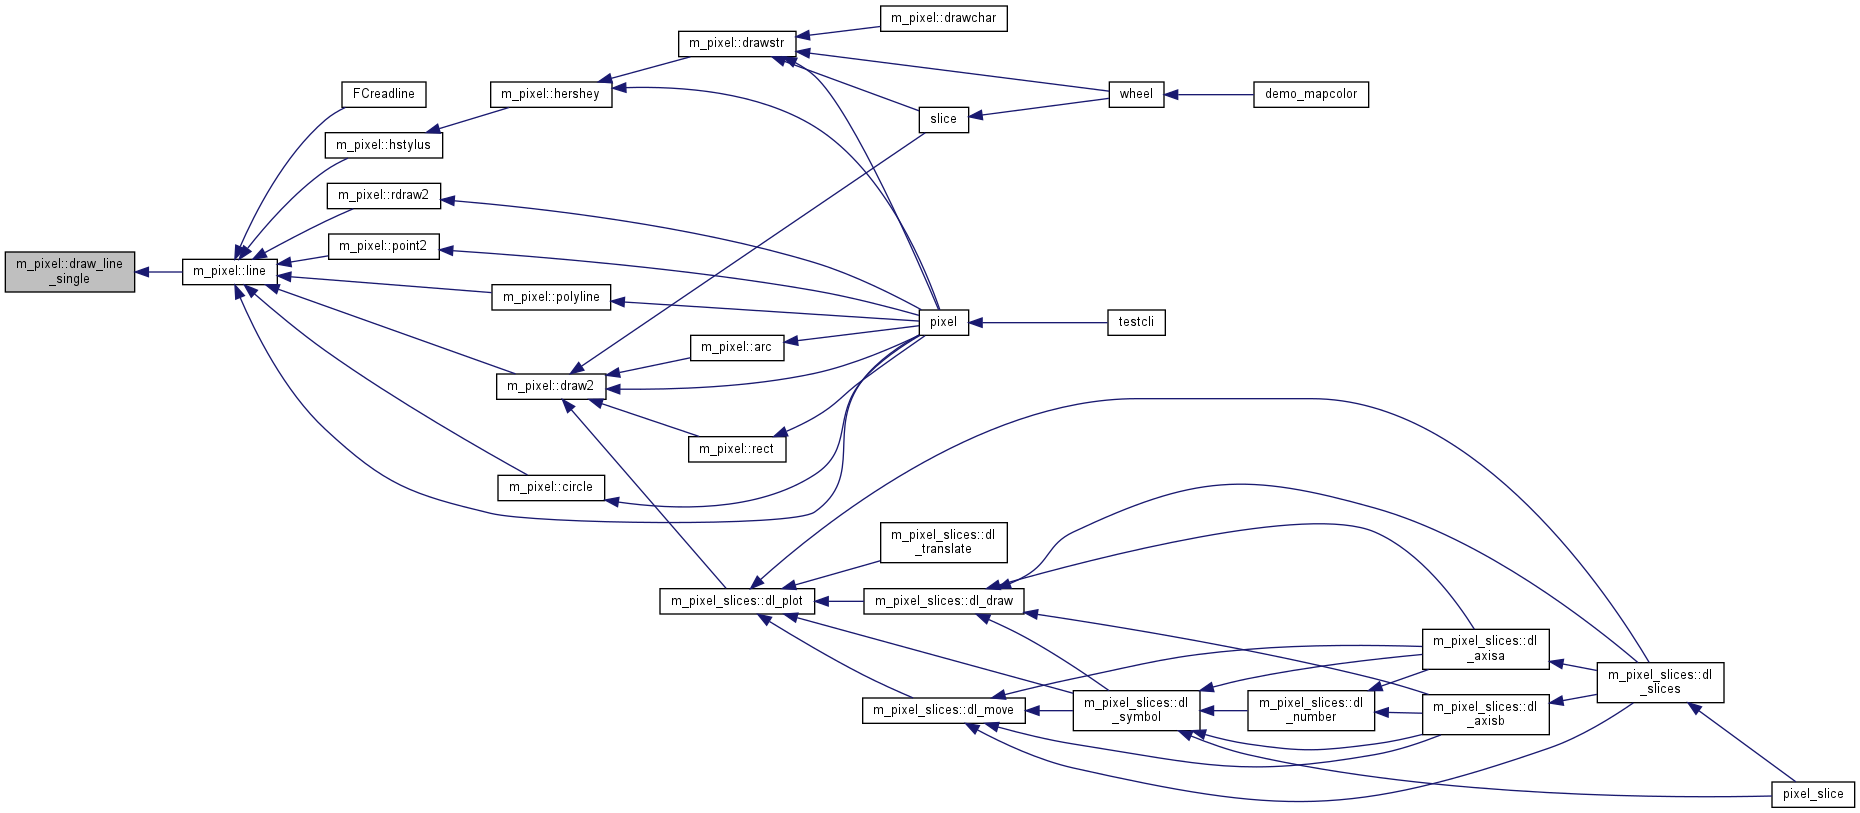 m_pixel::drawchar
m_pixel::drawstr
FCreadline
m_pixel::hershey
wheel
demo_mapcolor
slice
m_pixel::hstylus
m_pixel::rdraw2
m_pixel::point2
m_pixel::draw_line
_single
m_pixel::line
m_pixel::polyline
pixel
testcli
m_pixel::arc
m_pixel::draw2
m_pixel::rect
m_pixel::circle
m_pixel_slices::dl
_translate
m_pixel_slices::dl_plot
m_pixel_slices::dl_draw
m_pixel_slices::dl
_axisa
m_pixel_slices::dl
_slices
m_pixel_slices::dl_move
m_pixel_slices::dl
_symbol
m_pixel_slices::dl
_number
m_pixel_slices::dl
_axisb
pixel_slice